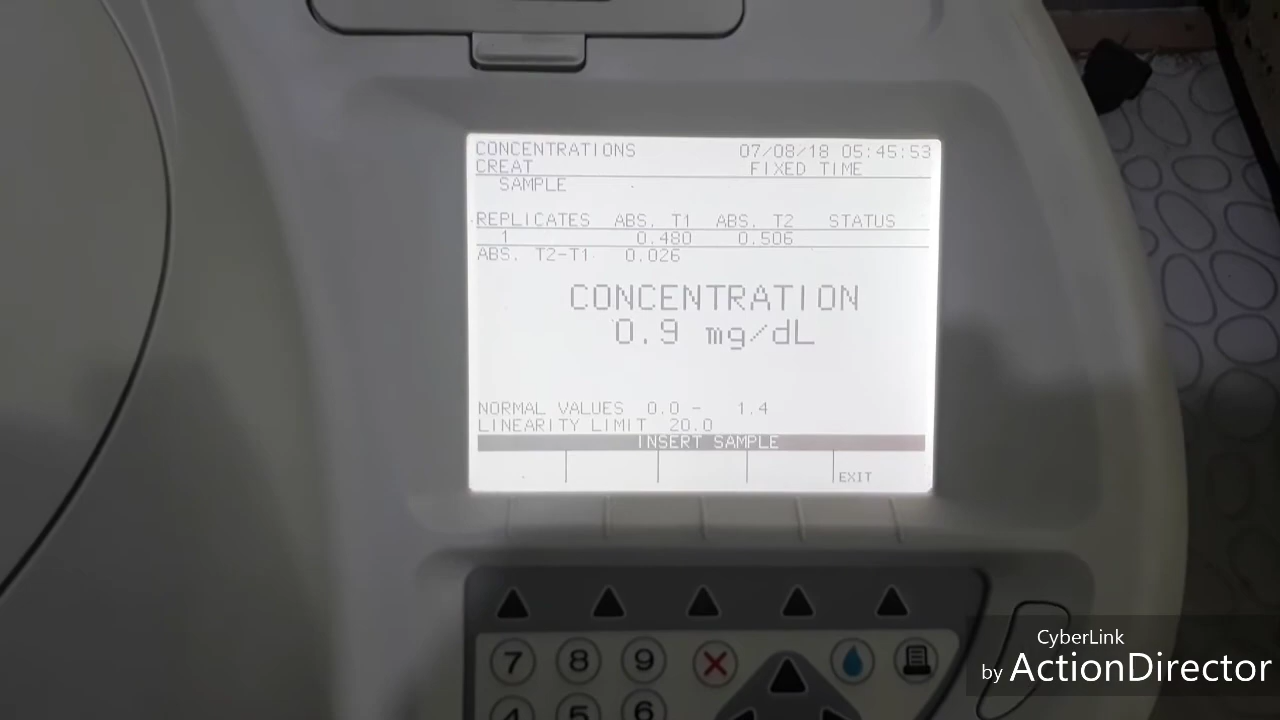 CONCENTRATIONS 07/08/18 05:45:53
CREAT FIXED TIME
SAMPLE
REPLICATES ABS. T1 ABS. T2 STATUS
1 0.480 0.506
ABS. T2-T1 0.026
CONCENTRATION
0.9 mg/dL
NORMAL VALUES 0.0 - 1.4
LINEARITY LIMIT 20.0
INSERT SAMPLE
EXIT
7 8 9
4 5 6
CyberLink
by ActionDirector